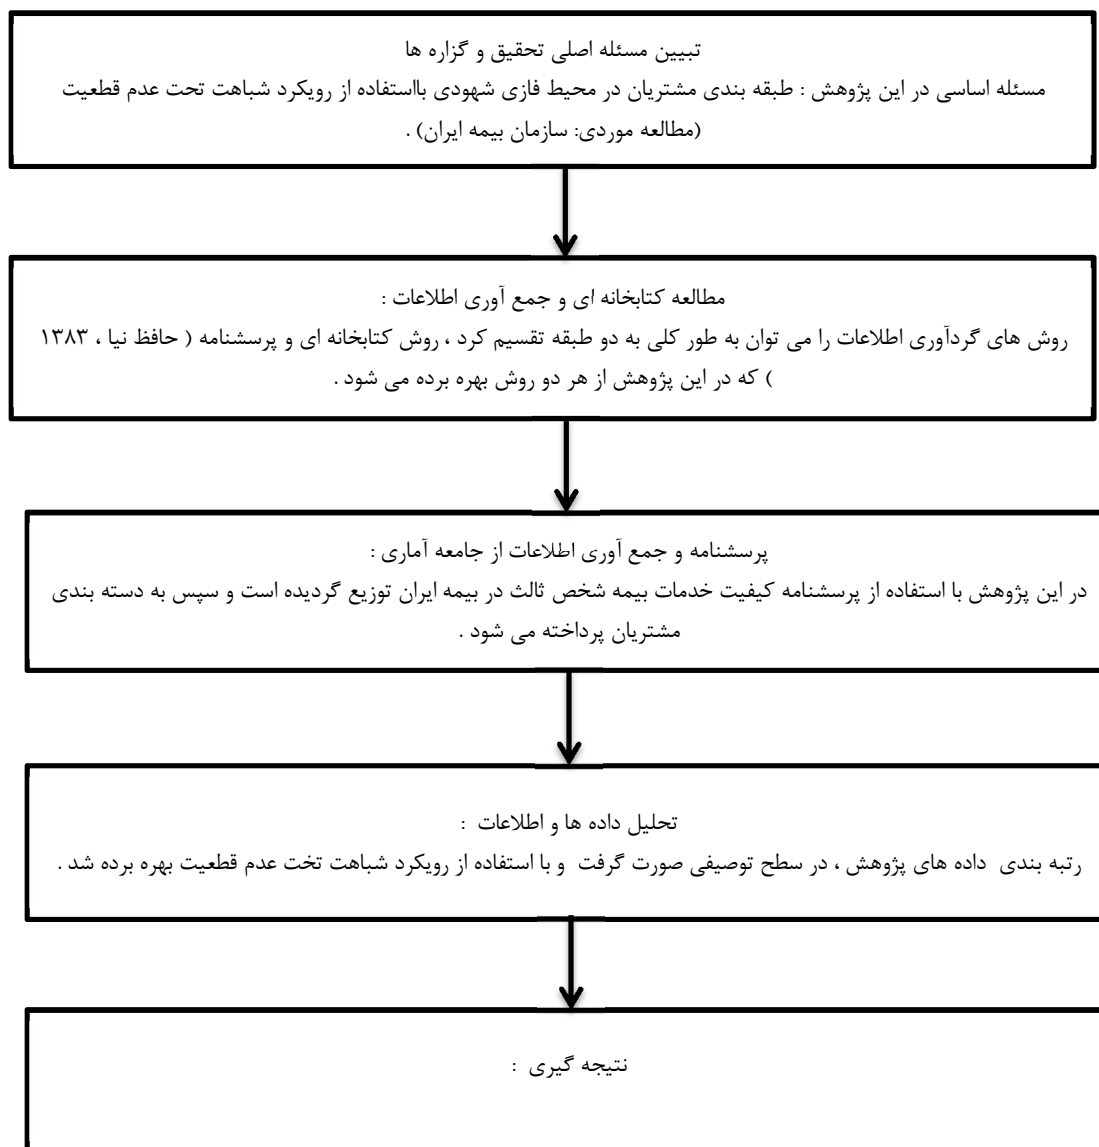 تبیین مسئله اصلی تحقیق و گزاره ها
مسئله اساسی در این پژوهش : طبقه بندی مشتریان در محیط فازی شهودی بااستفاده از رویکرد شباهت تحت عدم قطعیت
(مطالعه موردی: سازمان بیمه ایران) .
مطالعه کتابخانه ای و جمع آوری اطلاعات :
روش های گردآوری اطلاعات را می توان به طور کلی به دو طبقه تقسیم کرد ، روش کتابخانه ای و پرسشنامه ( حافظ نیا ، ۱۳۸۳
) که در این پژوهش از هر دو روش بهره برده می شود .
پرسشنامه و جمع آوری اطلاعات از جامعه آماری :
در این پژوهش با استفاده از پرسشنامه کیفیت خدمات بیمه شخص ثالث در بیمه ایران توزیع گردیده است و سپس به دسته بندی
مشتریان پرداخته می شود .
تحلیل داده ها و اطلاعات :
رتبه بندی داده های پژوهش ، در سطح توصیفی صورت گرفت و با استفاده از رویکرد شباهت تخت عدم قطعیت بهره برده شد .
نتیجه گیری :